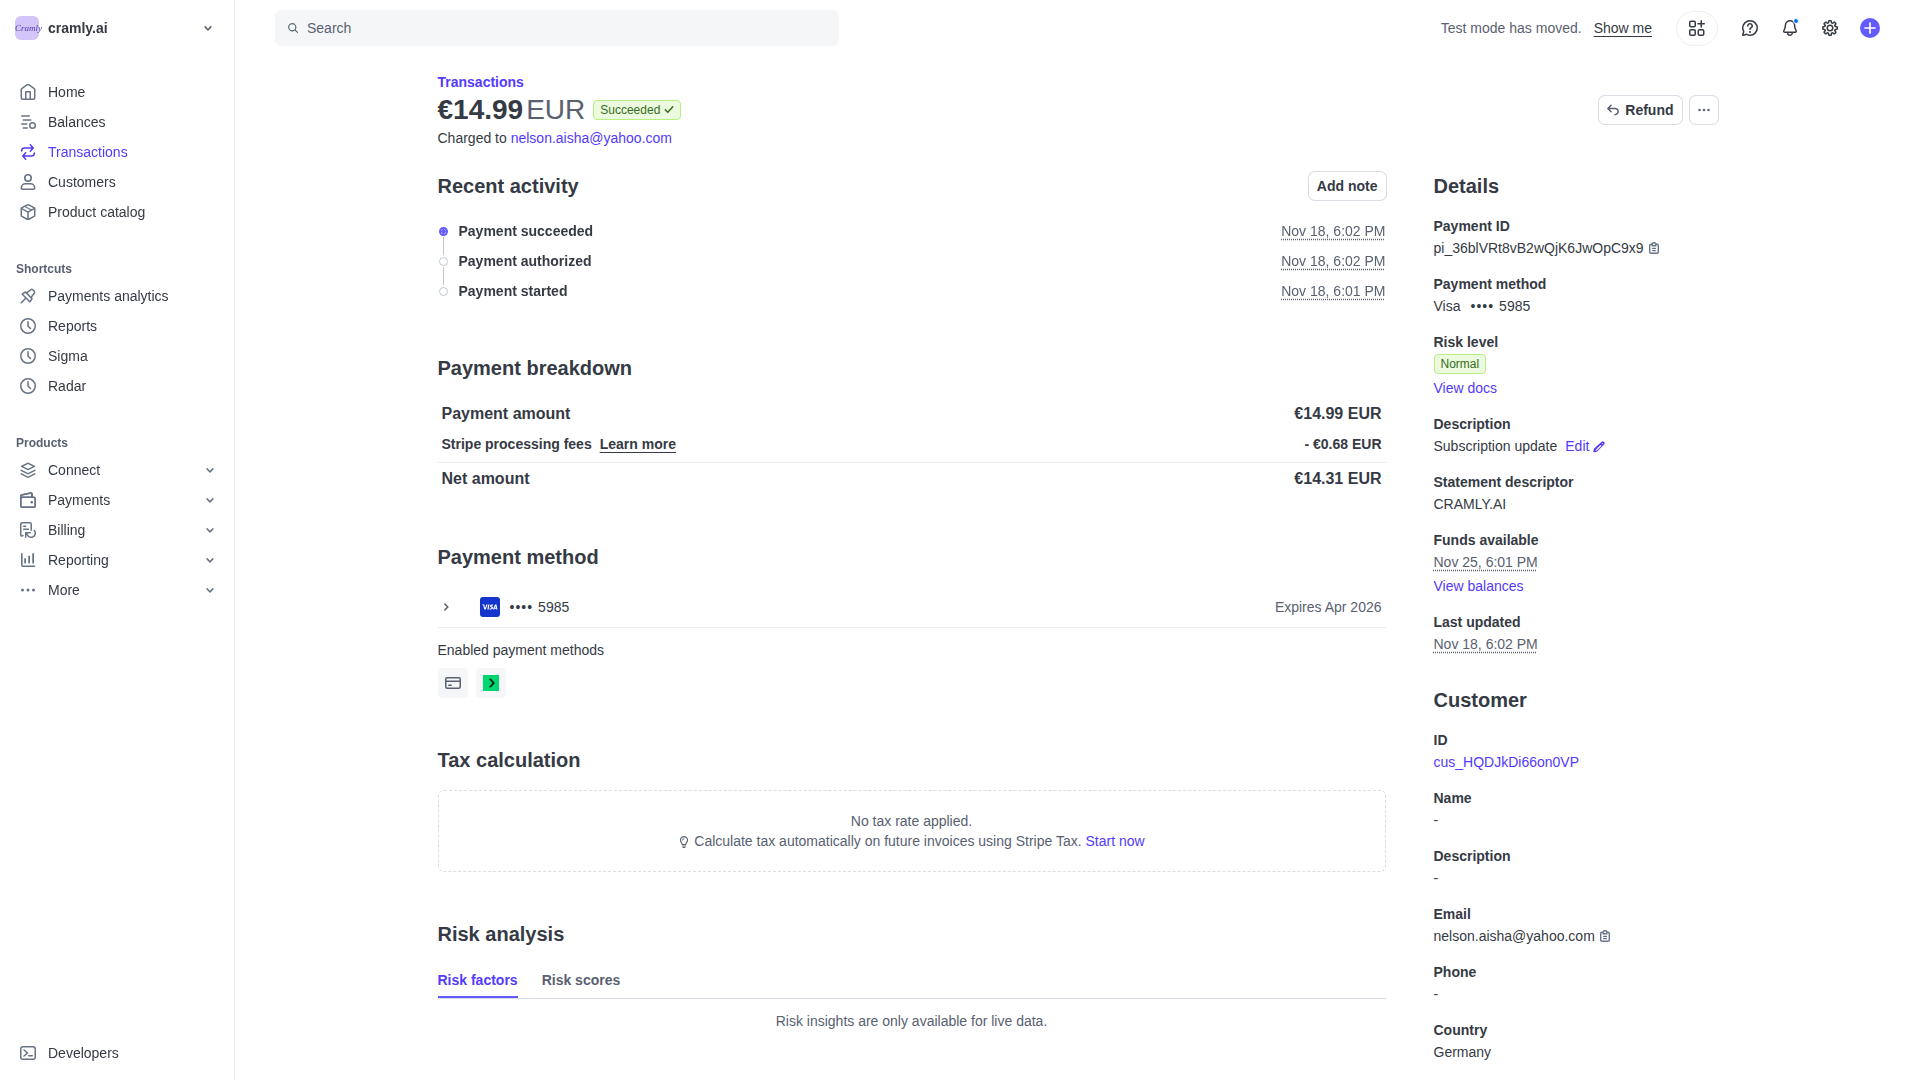 Cramly
cramly.ai
Search
Test mode has moved. Show me
Home
Balances
Transactions
Customers
Product catalog
Shortcuts
Payments analytics
Reports
Sigma
Radar
Products
Connect
Payments
Billing
Reporting
More
Developers
Transactions
€14.99 EUR Succeeded
Charged to nelson.aisha@yahoo.com
Refund
Recent activity
Add note
Payment succeeded Nov 18, 6:02 PM
Payment authorized Nov 18, 6:02 PM
Payment started Nov 18, 6:01 PM
Payment breakdown
Payment amount €14.99 EUR
Stripe processing fees Learn more - €0.68 EUR
Net amount €14.31 EUR
Payment method
VISA •••• 5985 Expires Apr 2026
Enabled payment methods
Tax calculation
No tax rate applied.
Calculate tax automatically on future invoices using Stripe Tax. Start now
Risk analysis
Risk factors Risk scores
Risk insights are only available for live data.
Details
Payment ID
pi_36blVRt8vB2wQjK6JwOpC9x9
Payment method
Visa •••• 5985
Risk level
Normal
View docs
Description
Subscription update Edit
Statement descriptor
CRAMLY.AI
Funds available
Nov 25, 6:01 PM
View balances
Last updated
Nov 18, 6:02 PM
Customer
ID
cus_HQDJkDi66on0VP
Name
-
Description
-
Email
nelson.aisha@yahoo.com
Phone
-
Country
Germany